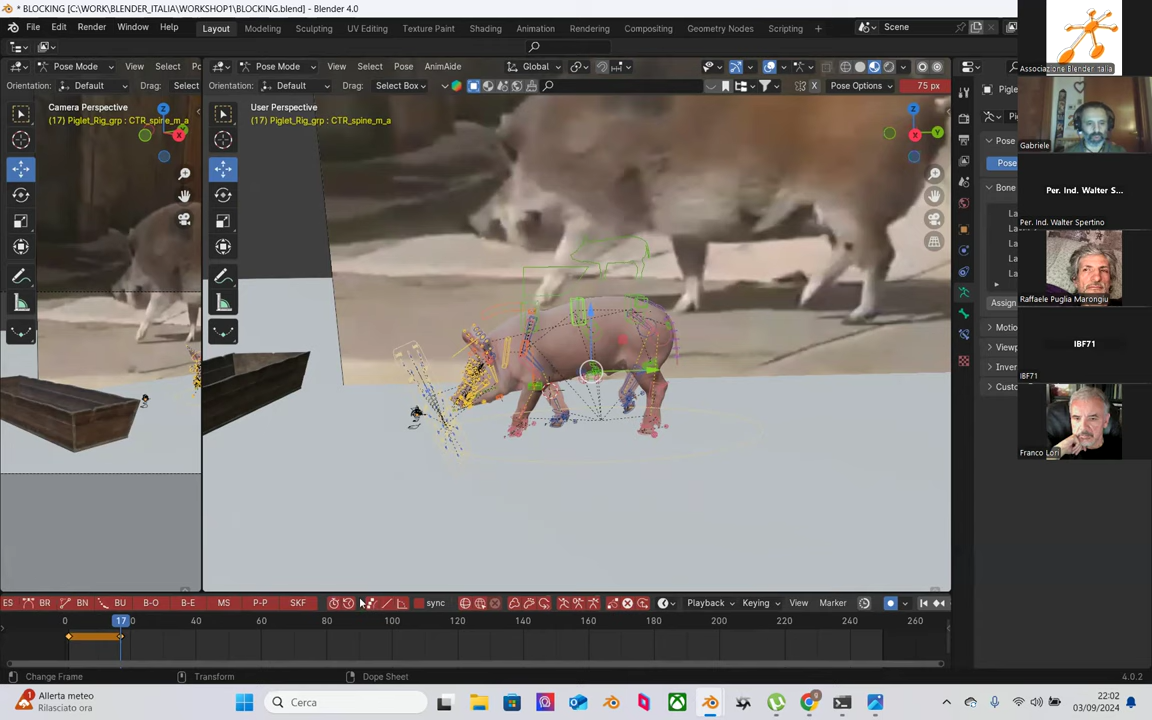 * BLOCKING [C:\WORK\BLENDER_ITALIA\WORKSHOP1\BLOCKING.blend] - Blender 4.0
File Edit Render Window Help Layout Modeling Sculpting UV Editing Texture Paint Shading Animation Rendering Compositing Geometry Nodes Scripting Scene
Associazione Blender Italia
Pose Mode View Select Pose Mode View Select Pose AnimAide Global
Orientation: Default Drag: Select Orientation: Default Drag: Select Box Pose Options 75 px
Camera Perspective
(17) Piglet_Rig_grp : CTR_spine_m_a
User Perspective
(17) Piglet_Rig_grp : CTR_spine_m_a
Z
X
Z
X
Y
Pose
Pose
Bone
La
La
La
La
Assign
Motio
Viewp
Inver
Custo
Gabriele
Per. Ind. Walter S...
Per. Ind. Walter Spertino
Raffaele Puglia Marongiu
IBF71
IBF71
Franco Lori
ES BR BN BU B-O B-E MS P-P SKF sync Playback Keying View Marker
0 17 20 40 60 80 100 120 140 160 180 200 220 240 260
Change Frame Transform Dope Sheet 4.0.2
Allerta meteo
Rilasciato ora
Cerca
22:02
03/09/2024